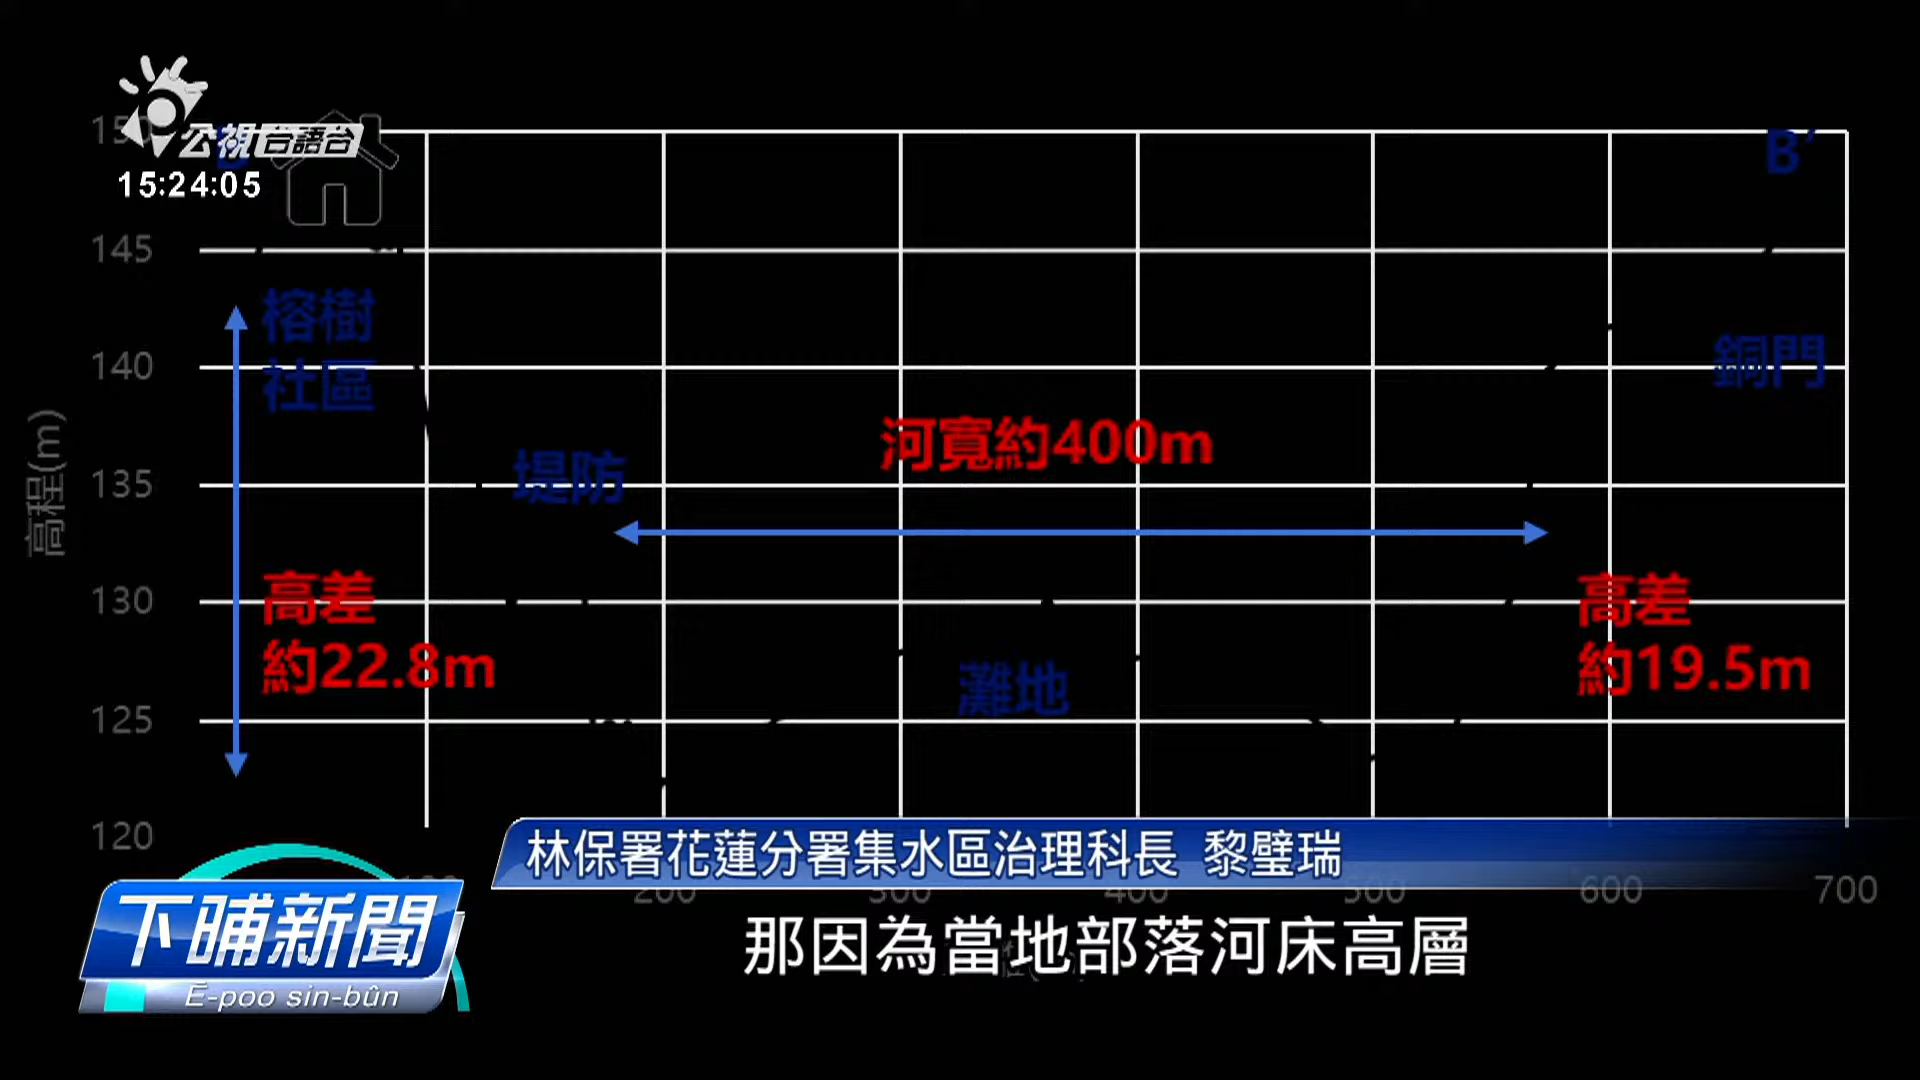 公視台語台
15:24:05
150
B
B'
145
榕樹
社區
140
銅門
河寬約400m
堤防
135
高程(m)
高差
約22.8m
130
高差
約19.5m
灘地
125
120
林保署花蓮分署集水區治理科長 黎璧瑞
200
300
400
500
600
700
下晡新聞
Ē-poo sin-bûn
那因為當地部落河床高層